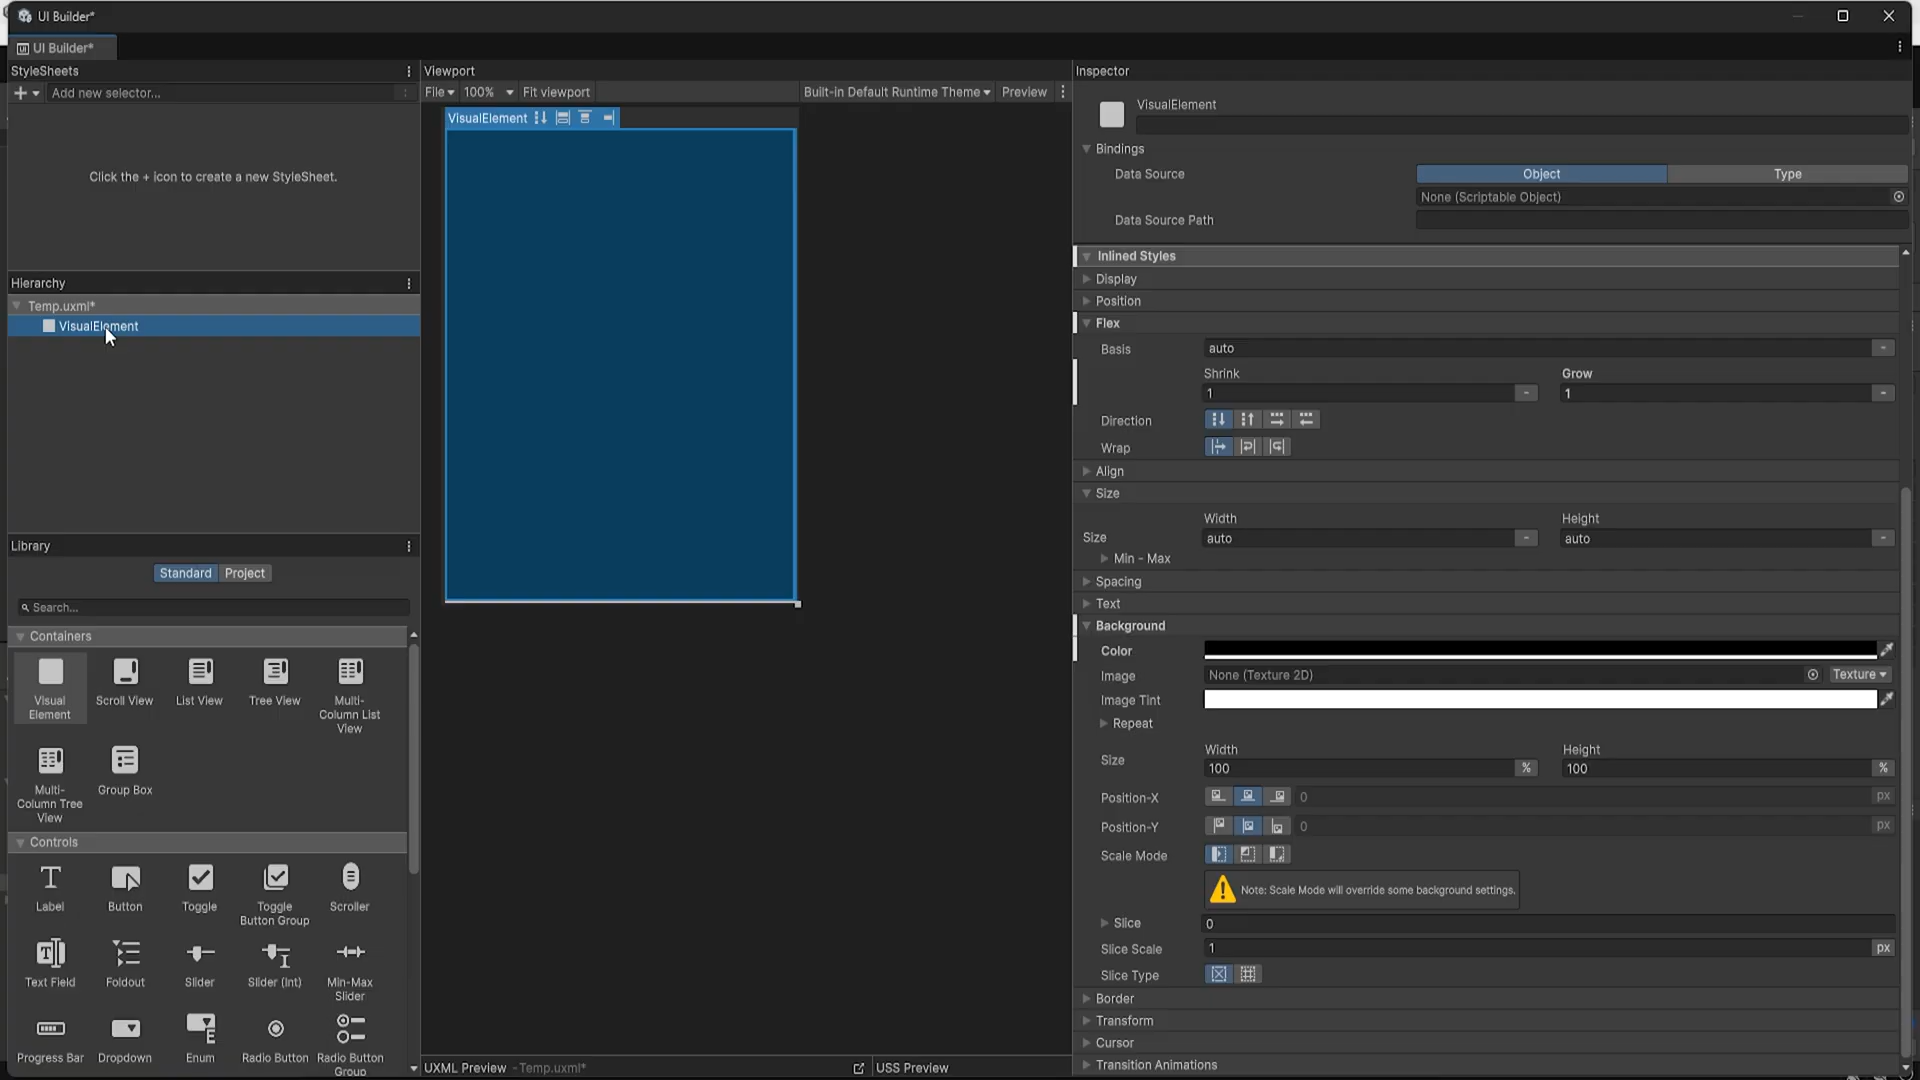 UI Builder*
UI Builder*
StyleSheets
Add new selector...
Click the + icon to create a new StyleSheet.
Hierarchy
Temp.uxml*
VisualElement
Library
Standard Project
Search...
Containers
Visual Element
Scroll View
List View
Tree View
Multi-Column List View
Multi-Column Tree View
Group Box
Controls
Label
Button
Toggle
Toggle Button Group
Scroller
Text Field
Foldout
Slider
Slider (Int)
Min-Max Slider
Progress Bar
Dropdown
Enum
Radio Button
Radio Button Group
Viewport
File 100% Fit viewport Built-in Default Runtime Theme Preview
VisualElement
UXML Preview - Temp.uxml*
USS Preview
Inspector
VisualElement
Bindings
Data Source Object Type
None (Scriptable Object)
Data Source Path
Inlined Styles
Display
Position
Flex
Basis auto
Shrink Grow
1 1
Direction
Wrap
Align
Size
Width Height
Size auto auto
Min - Max
Spacing
Text
Background
Color
Image None (Texture 2D) Texture
Image Tint
Repeat
Width Height
Size 100 % 100 %
Position-X 0 px
Position-Y 0 px
Scale Mode
Note: Scale Mode will override some background settings.
Slice 0
Slice Scale 1 px
Slice Type
Border
Transform
Cursor
Transition Animations